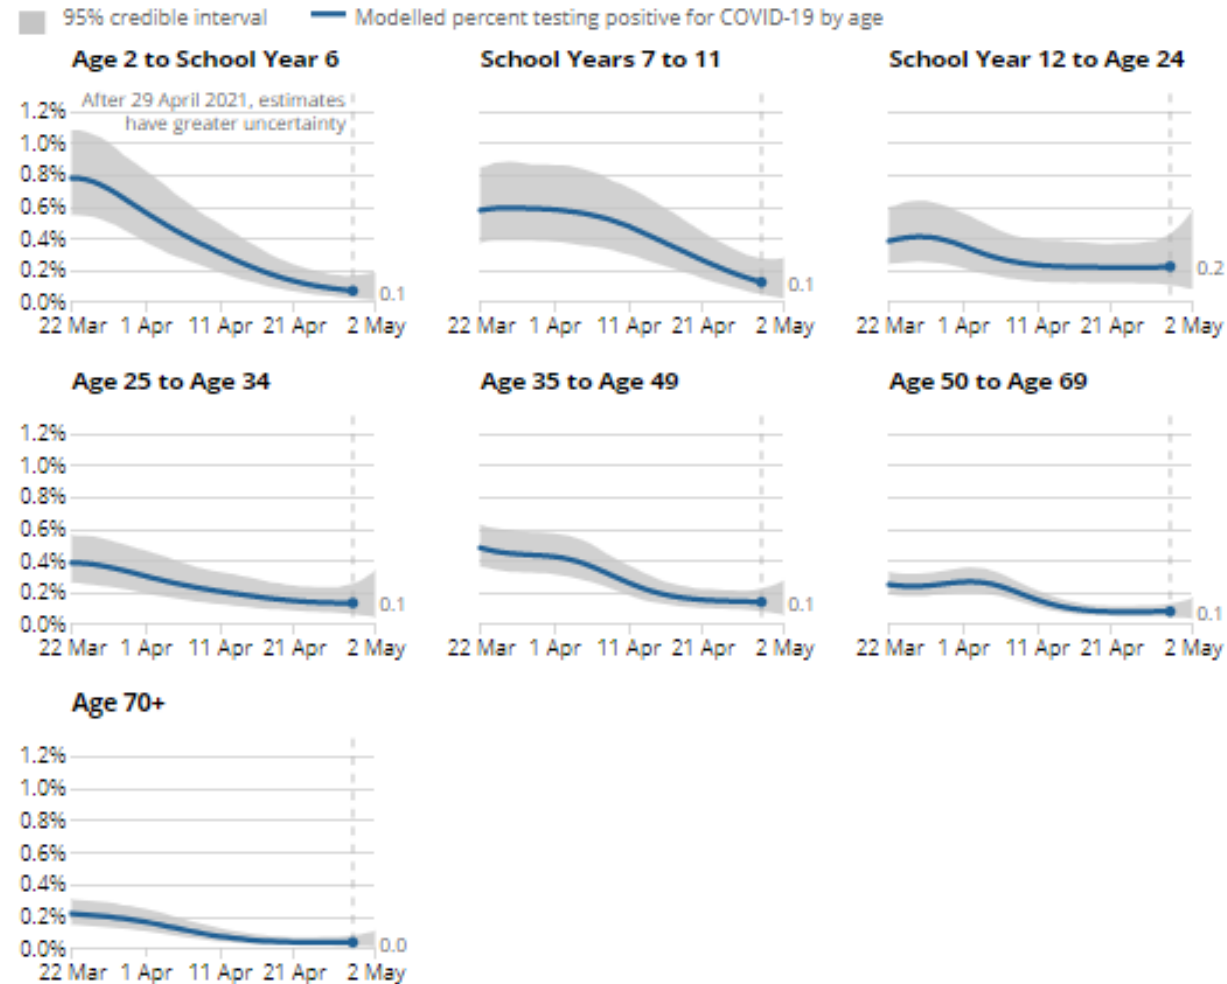 95% credible interval Modelled percent testing positive for COVID-19 by age
Age 2 to School Year 6 School Years 7 to 11 School Year 12 to Age 24
After 29 April 2021, estimates
have greater uncertainty
1.2%
1.0%
0.8%
0.6%
0.4%
0.2%
0.0%
0.1 0.1 0.2
22 Mar 1 Apr 11 Apr 21 Apr 2 May 22 Mar 1 Apr 11 Apr 21 Apr 2 May 22 Mar 1 Apr 11 Apr 21 Apr 2 May
Age 25 to Age 34 Age 35 to Age 49 Age 50 to Age 69
1.2%
1.0%
0.8%
0.6%
0.4%
0.2%
0.0%
0.1 0.1 0.1
22 Mar 1 Apr 11 Apr 21 Apr 2 May 22 Mar 1 Apr 11 Apr 21 Apr 2 May 22 Mar 1 Apr 11 Apr 21 Apr 2 May
Age 70+
1.2%
1.0%
0.8%
0.6%
0.4%
0.2%
0.0%
0.0
22 Mar 1 Apr 11 Apr 21 Apr 2 May